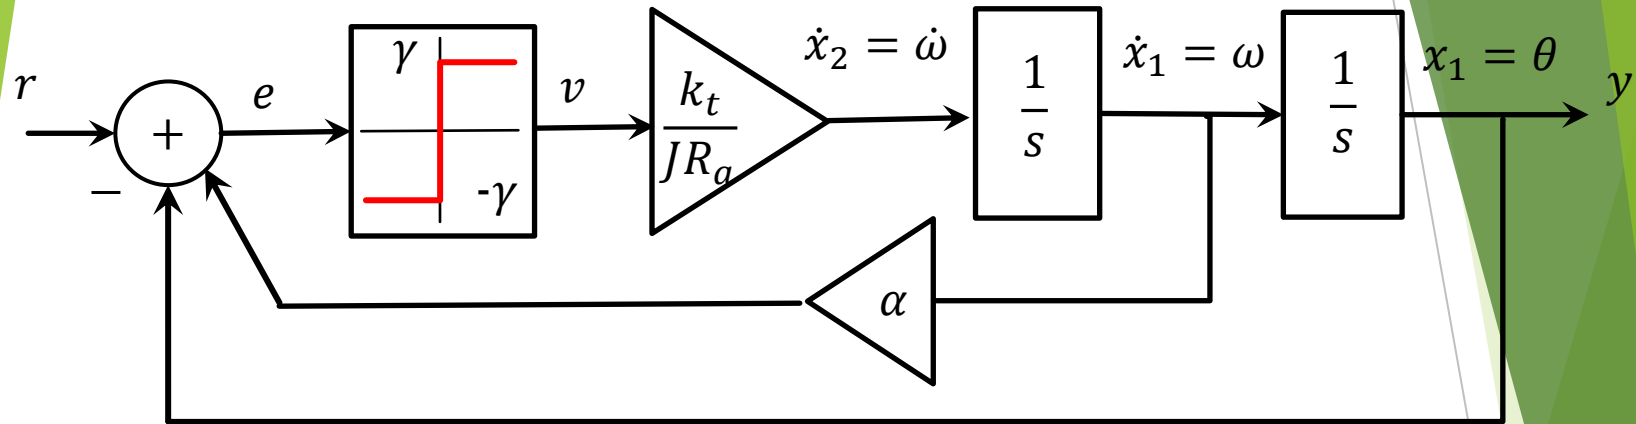 r
+
−
e
γ
-γ
v
k_t
JR_a
ẋ₂ = ω̇
1
s
ẋ₁ = ω
1
s
x₁ = θ
y
α